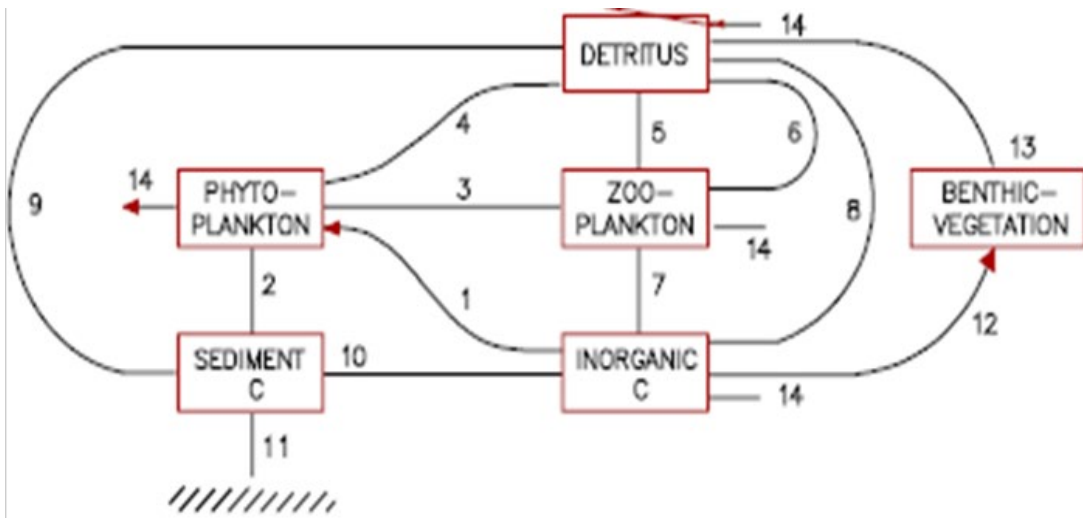 14
DETRITUS
4
5
6
14
PHYTO-
PLANKTON
3
ZOO-
PLANKTON
13
BENTHIC-
VEGETATION
9
8
14
2
1
7
12
SEDIMENT
C
10
INORGANIC
C
14
11